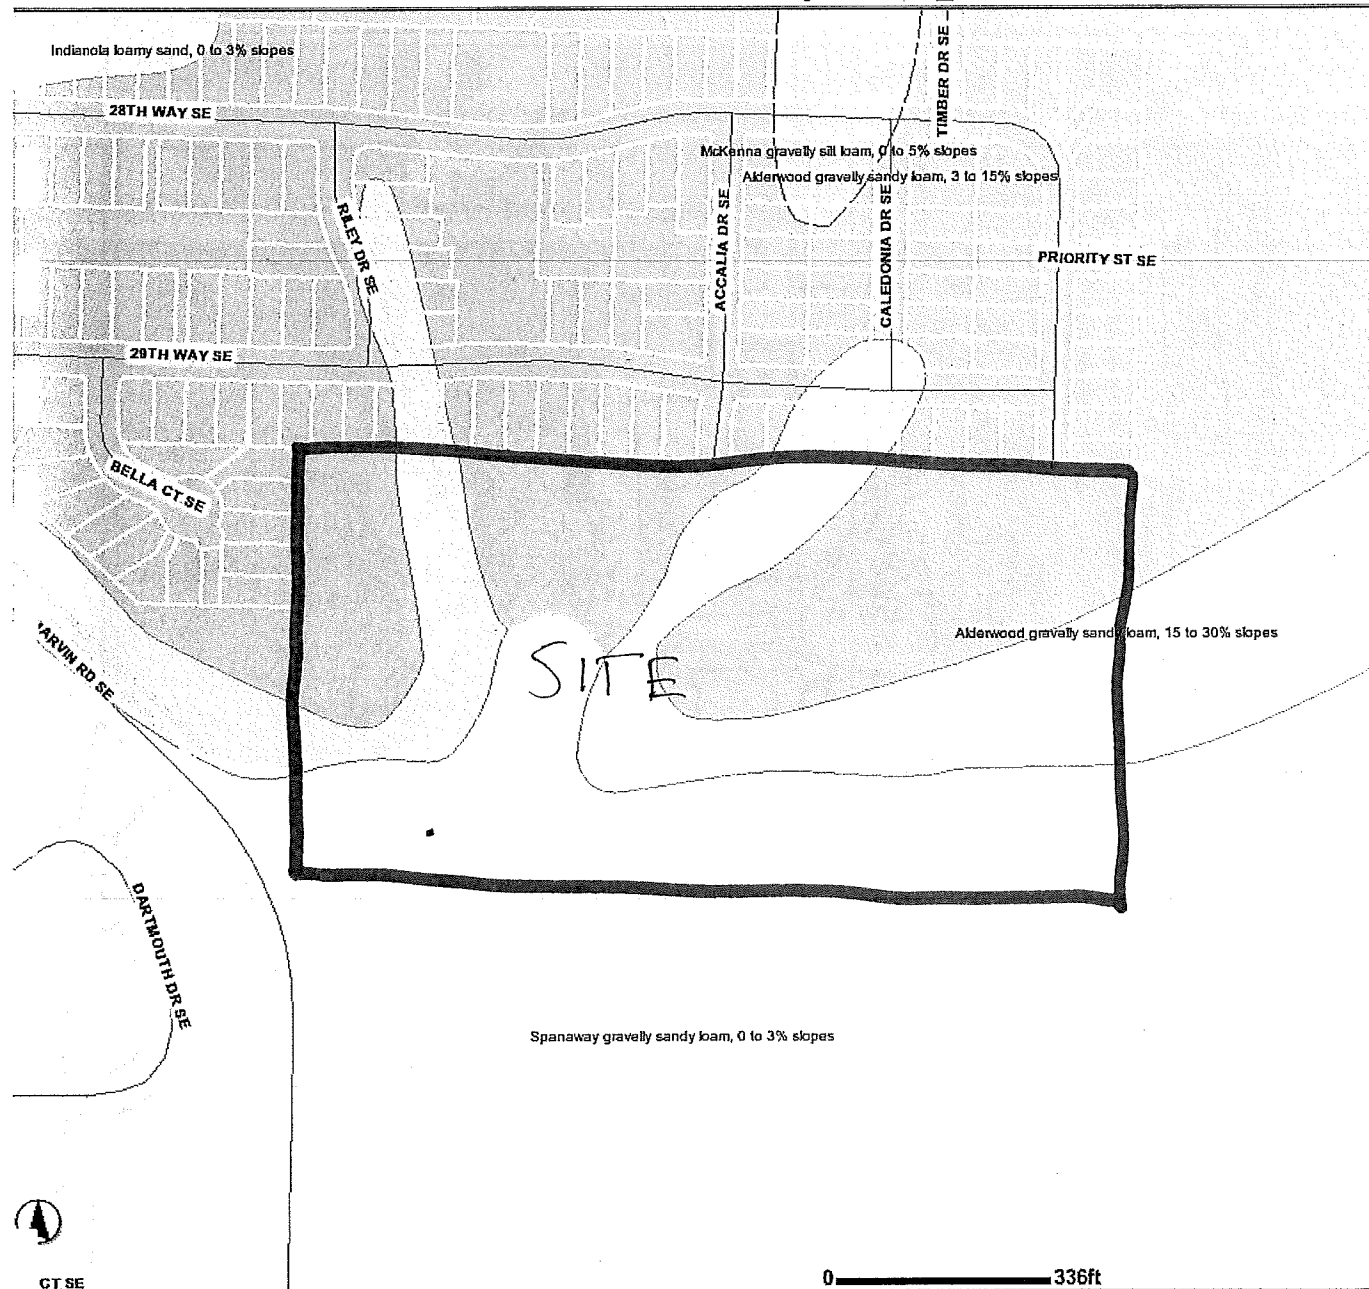 Indianola loamy sand, 0 to 3% slopes
TIMBER DR SE
28TH WAY SE
McKenna gravelly silt loam, 0 to 5% slopes
Alderwood gravelly sandy loam, 3 to 15% slopes
RILEY DR SE
ACCALIA DR SE
CALEDONIA DR SE
PRIORITY ST SE
29TH WAY SE
BELLA CT SE
MARVIN RD SE
SITE
Alderwood gravelly sandy loam, 15 to 30% slopes
DARTMOUTH DR SE
Spanaway gravelly sandy loam, 0 to 3% slopes
CT SE
0 336ft